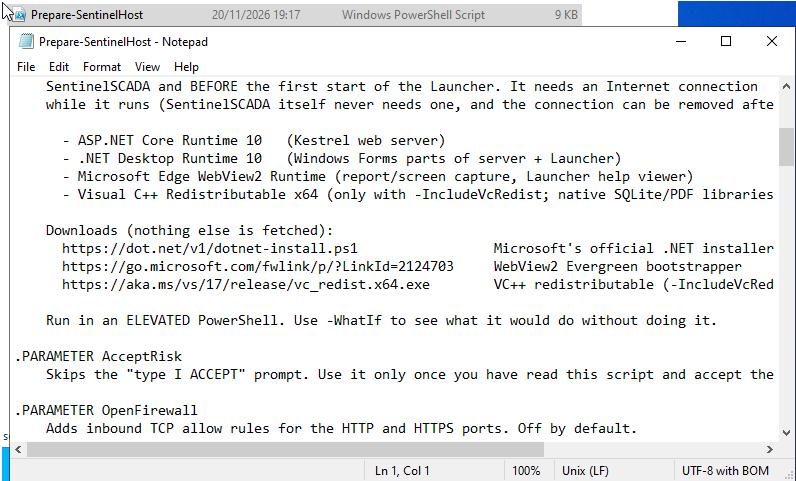 Prepare-SentinelHost 20/11/2026 19:17 Windows PowerShell Script 9 KB
Prepare-SentinelHost - Notepad
File Edit Format View Help
SentinelSCADA and BEFORE the first start of the Launcher. It needs an Internet connection
while it runs (SentinelSCADA itself never needs one, and the connection can be removed afte
- ASP.NET Core Runtime 10 (Kestrel web server)
- .NET Desktop Runtime 10 (Windows Forms parts of server + Launcher)
- Microsoft Edge WebView2 Runtime (report/screen capture, Launcher help viewer)
- Visual C++ Redistributable x64 (only with -IncludeVcRedist; native SQLite/PDF libraries
Downloads (nothing else is fetched):
https://dot.net/v1/dotnet-install.ps1 Microsoft's official .NET installer
https://go.microsoft.com/fwlink/p/?LinkId=2124703 WebView2 Evergreen bootstrapper
https://aka.ms/vs/17/release/vc_redist.x64.exe VC++ redistributable (-IncludeVcRed
Run in an ELEVATED PowerShell. Use -WhatIf to see what it would do without doing it.
.PARAMETER AcceptRisk
Skips the "type I ACCEPT" prompt. Use it only once you have read this script and accept the
.PARAMETER OpenFirewall
Adds inbound TCP allow rules for the HTTP and HTTPS ports. Off by default.
Ln 1, Col 1 100% Unix (LF) UTF-8 with BOM